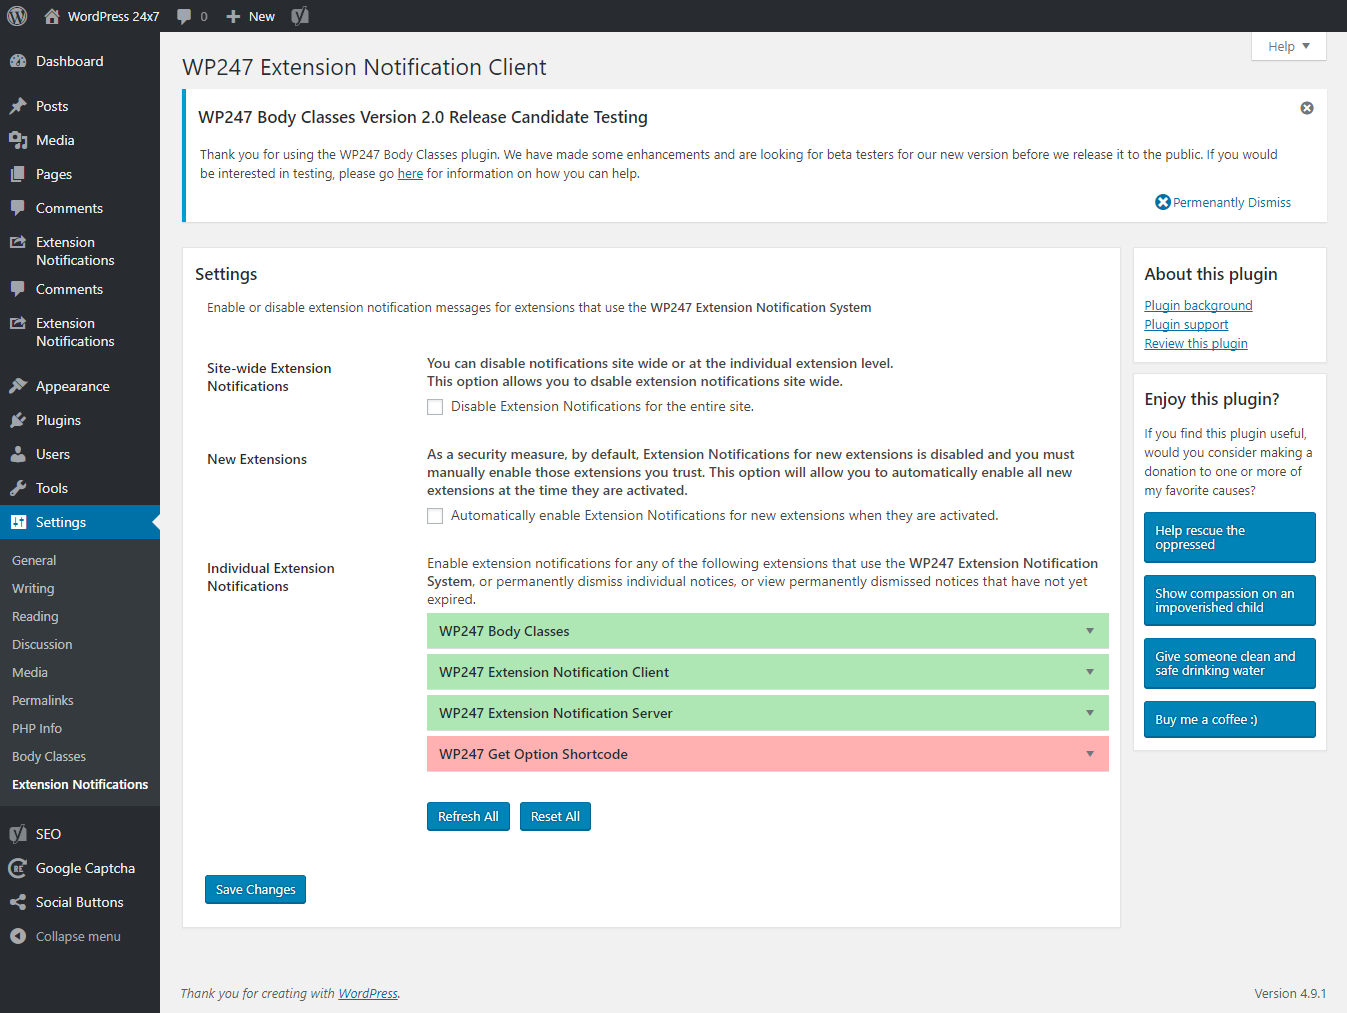 WordPress 24x7
0
New
Dashboard
Posts
Media
Pages
Comments
Extension
Notifications
Comments
Extension
Notifications
Appearance
Plugins
Users
Tools
Settings
General
Writing
Reading
Discussion
Media
Permalinks
PHP Info
Body Classes
Extension Notifications
SEO
Google Captcha
Social Buttons
Collapse menu
Help
WP247 Extension Notification Client
WP247 Body Classes Version 2.0 Release Candidate Testing
Thank you for using the WP247 Body Classes plugin. We have made some enhancements and are looking for beta testers for our new version before we release it to the public. If you would
be interested in testing, please go here for information on how you can help.
Permenantly Dismiss
Settings
Enable or disable extension notification messages for extensions that use the WP247 Extension Notification System
Site-wide Extension
Notifications
You can disable notifications site wide or at the individual extension level.
This option allows you to dsable extension notifications site wide.
Disable Extension Notifications for the entire site.
New Extensions
As a security measure, by default, Extension Notifications for new extensions is disabled and you must
manually enable those extensions you trust. This option will allow you to automatically enable all new
extensions at the time they are activated.
Automatically enable Extension Notifications for new extensions when they are activated.
Individual Extension
Notifications
Enable extension notifications for any of the following extensions that use the WP247 Extension Notification
System, or permanently dismiss individual notices, or view permanently dismissed notices that have not yet
expired.
WP247 Body Classes
WP247 Extension Notification Client
WP247 Extension Notification Server
WP247 Get Option Shortcode
Refresh All
Reset All
Save Changes
About this plugin
Plugin background
Plugin support
Review this plugin
Enjoy this plugin?
If you find this plugin useful,
would you consider making a
donation to one or more of
my favorite causes?
Help rescue the
oppressed
Show compassion on an
impoverished child
Give someone clean and
safe drinking water
Buy me a coffee :)
Thank you for creating with WordPress.
Version 4.9.1